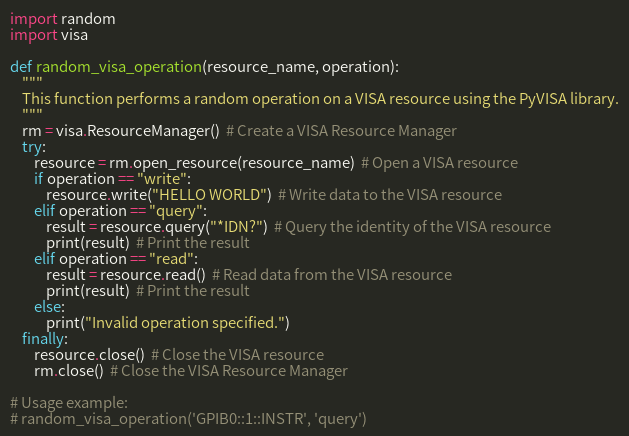 import random
import visa

def random_visa_operation(resource_name, operation):
    """
    This function performs a random operation on a VISA resource using the PyVISA library.
    """
    rm = visa.ResourceManager()  # Create a VISA Resource Manager
    try:
        resource = rm.open_resource(resource_name)  # Open a VISA resource
        if operation == "write":
            resource.write("HELLO WORLD")  # Write data to the VISA resource
        elif operation == "query":
            result = resource.query("*IDN?")  # Query the identity of the VISA resource
            print(result)  # Print the result
        elif operation == "read":
            result = resource.read()  # Read data from the VISA resource
            print(result)  # Print the result
        else:
            print("Invalid operation specified.")
    finally:
        resource.close()  # Close the VISA resource
        rm.close()  # Close the VISA Resource Manager

# Usage example:
# random_visa_operation('GPIB0::1::INSTR', 'query')